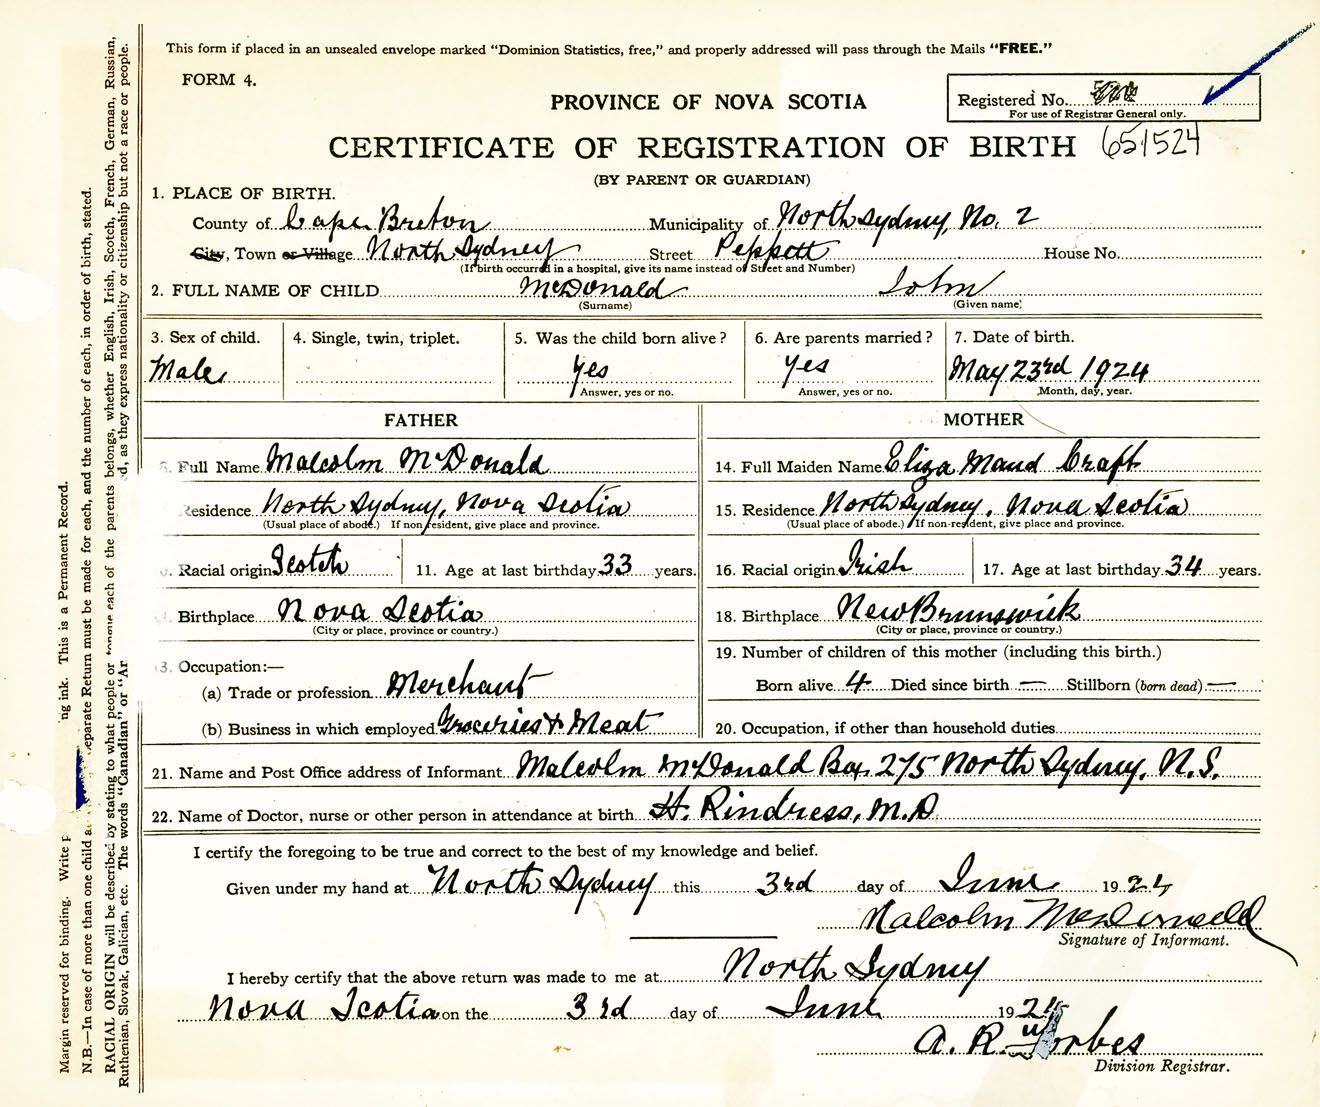 This form if placed in an unsealed envelope marked "Dominion Statistics, free," and properly addressed will pass through the Mails "FREE."
FORM 4.
Registered No.
For use of Registrar General only.
PROVINCE OF NOVA SCOTIA
CERTIFICATE OF REGISTRATION OF BIRTH 651524
(BY PARENT OR GUARDIAN)
1. PLACE OF BIRTH.
County of Cape Breton Municipality of North Sydney, No. 2
City, Town or Village North Sydney Street Peppett House No.
(If birth occurred in a hospital, give its name instead of Street and Number)
2. FULL NAME OF CHILD McDonald John
(Surname) (Given name)
3. Sex of child. 4. Single, twin, triplet. 5. Was the child born alive? 6. Are parents married? 7. Date of birth.
Male yes yes May 23rd 1924
Answer, yes or no. Answer, yes or no. Month, day, year.
FATHER MOTHER
Full Name Malcolm McDonald 14. Full Maiden Name Eliza Maud Craft
Residence North Sydney, Nova Scotia 15. Residence North Sydney, Nova Scotia
(Usual place of abode.) If non resident, give place and province. (Usual place of abode.) If non-resident, give place and province.
Racial origin Scotch 11. Age at last birthday 33 years. 16. Racial origin Irish 17. Age at last birthday 34 years.
Birthplace Nova Scotia 18. Birthplace New Brunswick
(City or place, province or country.) (City or place, province or country.)
3. Occupation:— 19. Number of children of this mother (including this birth.)
(a) Trade or profession Merchant Born alive 4 Died since birth — Stillborn (born dead) —
(b) Business in which employed Groceries & Meat 20. Occupation, if other than household duties
21. Name and Post Office address of Informant Malcolm McDonald Box 275 North Sydney, N.S.
22. Name of Doctor, nurse or other person in attendance at birth H. Rindress, M.D
I certify the foregoing to be true and correct to the best of my knowledge and belief.
Given under my hand at North Sydney this 3rd day of June 1924
Malcolm McDonald
Signature of Informant.
I hereby certify that the above return was made to me at North Sydney
Nova Scotia on the 3rd day of June 192
A. R. Forbes
Division Registrar.
Margin reserved for binding. Write ng ink. This is a Permanent Record.
N.B.—In case of more than one child a eparate Return must be made for each, and the number of each, in order of birth, stated.
RACIAL ORIGIN will be described by stating to what people or each of the parents belongs, whether English, Irish, Scotch, French, German, Russian,
Ruthenian, Slovak, Galician, etc. The words "Canadian" or "Ar d, as they express nationality or citizenship but not a race or people.